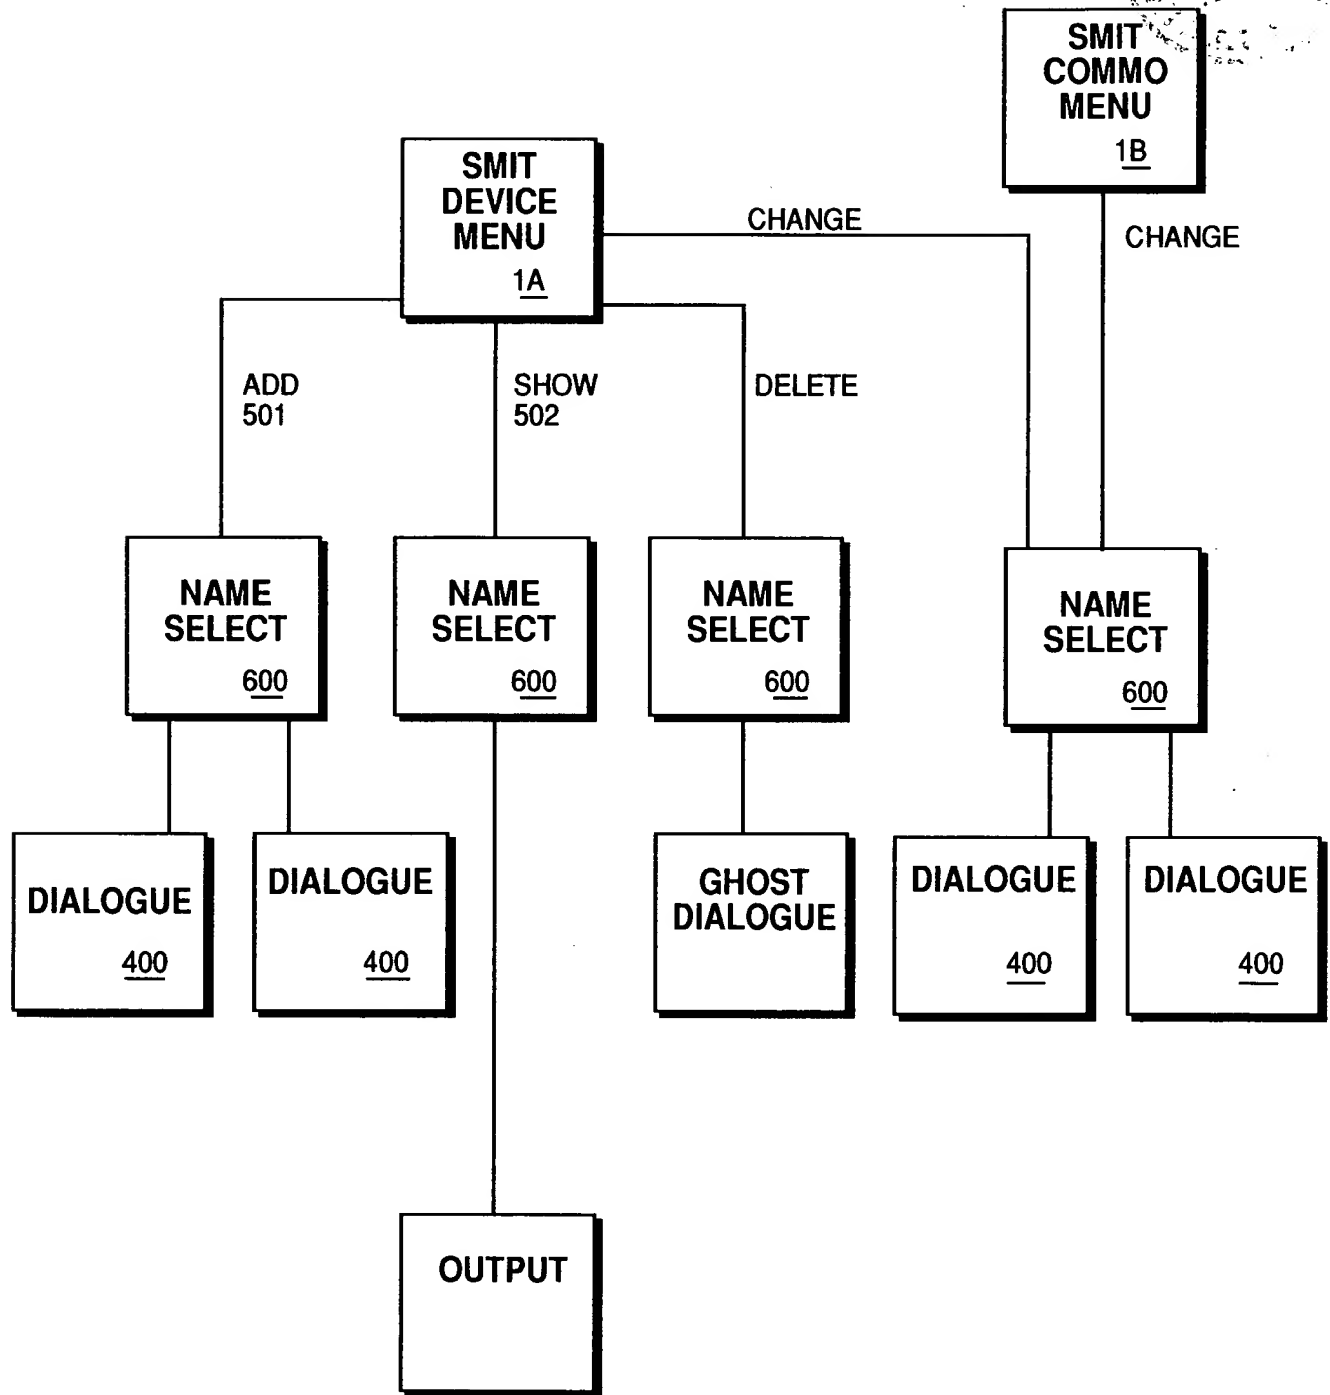 SMIT
COMMO
MENU
1B
SMIT
DEVICE
MENU
1A
CHANGE
CHANGE
ADD
501
SHOW
502
DELETE
NAME
SELECT
600
NAME
SELECT
600
NAME
SELECT
600
NAME
SELECT
600
DIALOGUE
400
DIALOGUE
400
GHOST
DIALOGUE
DIALOGUE
400
DIALOGUE
400
OUTPUT